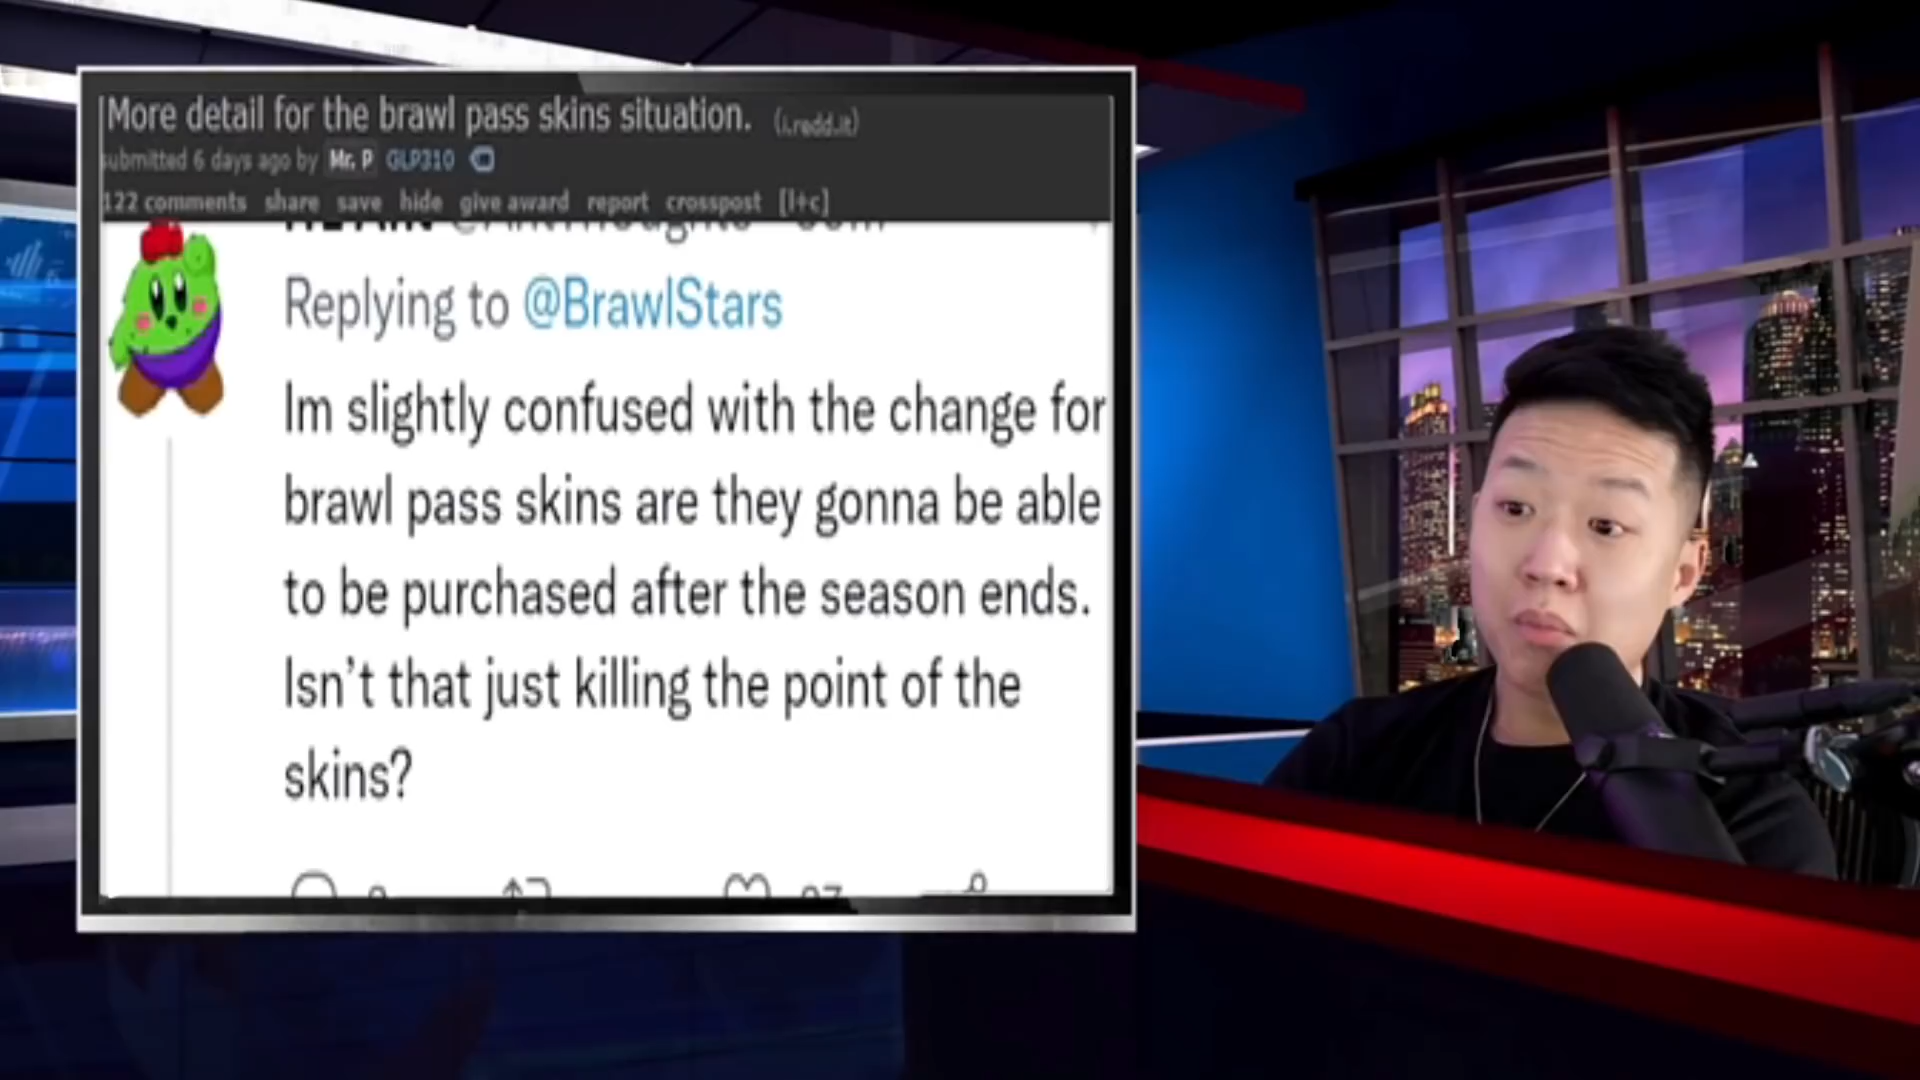 More detail for the brawl pass skins situation. (i.redd.it)
submitted 6 days ago by Mr. P GLP310
122 comments share save hide give award report crosspost [l+c]
Replying to @BrawlStars
Im slightly confused with the change for
brawl pass skins are they gonna be able
to be purchased after the season ends.
Isn't that just killing the point of the
skins?